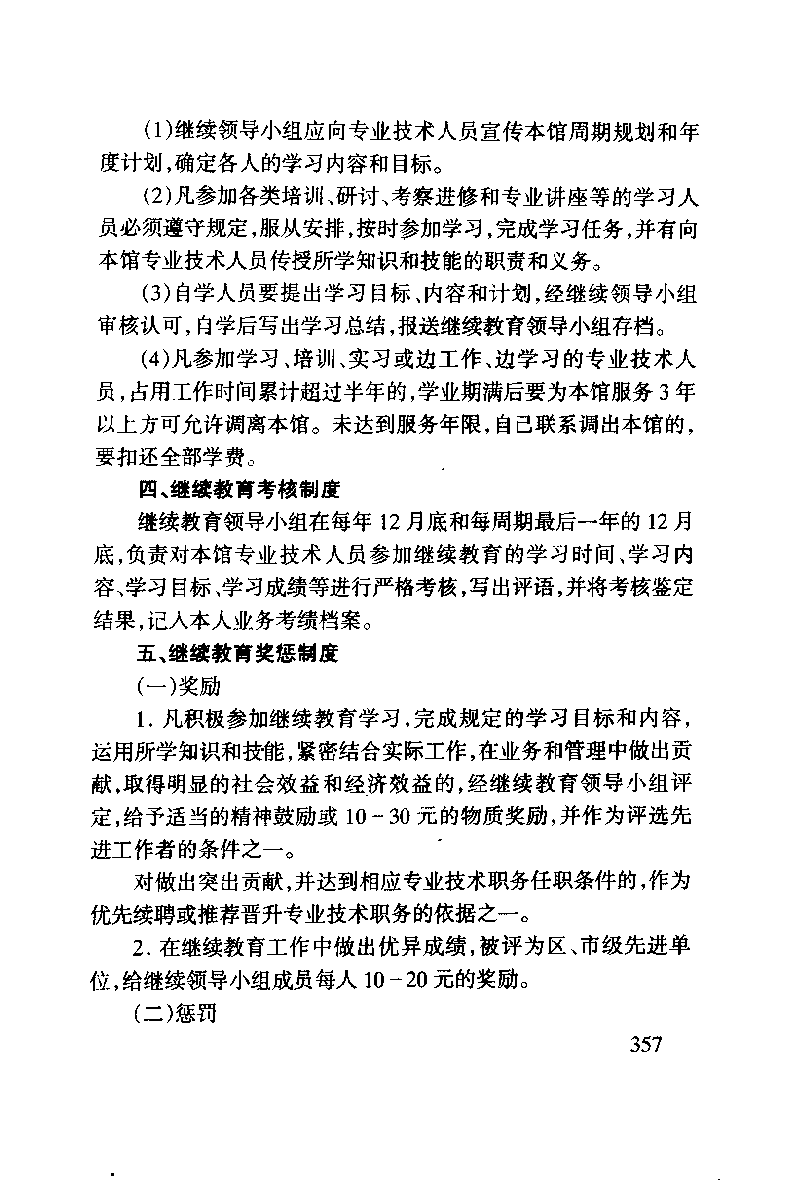 (1)继续领导小组应向专业技术人员宣传本馆周期规划和年
度计划,确定各人的学习内容和目标。
(2)凡参加各类培训、研讨、考察进修和专业讲座等的学习人
员必须遵守规定,服从安排,按时参加学习,完成学习任务,并有向
本馆专业技术人员传授所学知识和技能的职责和义务。
(3)自学人员要提出学习目标、内容和计划,经继续领导小组
审核认可,自学后写出学习总结,报送继续教育领导小组存档。
(4)凡参加学习、培训、实习或边工作、边学习的专业技术人
员,占用工作时间累计超过半年的,学业期满后要为本馆服务3年
以上方可允许调离本馆。未达到服务年限,自己联系调出本馆的,
要扣还全部学费。
四、继续教育考核制度
继续教育领导小组在每年12月底和每周期最后一年的12月
底,负责对本馆专业技术人员参加继续教育的学习时间、学习内
容、学习目标、学习成绩等进行严格考核,写出评语,并将考核鉴定
结果,记入本人业务考绩档案。
五、继续教育奖惩制度
(一)奖励
1. 凡积极参加继续教育学习,完成规定的学习目标和内容,
运用所学知识和技能,紧密结合实际工作,在业务和管理中做出贡
献,取得明显的社会效益和经济效益的,经继续教育领导小组评
定,给予适当的精神鼓励或10-30元的物质奖励,并作为评选先
进工作者的条件之一。
对做出突出贡献,并达到相应专业技术职务任职条件的,作为
优先续聘或推荐晋升专业技术职务的依据之一。
2. 在继续教育工作中做出优异成绩,被评为区、市级先进单
位,给继续领导小组成员每人10-20元的奖励。
(二)惩罚
357